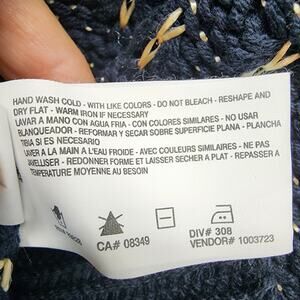 HAND WASH COLD - WITH LIKE COLORS - DO NOT BLEACH - RESHAPE AND
DRY FLAT - WARM IRON IF NECESSARY
LAVAR A MANO CON AGUA FRIA - CON COLORES SIMILARES - NO USAR
BLANQUEADOR - REFORMAR Y SECAR SOBRE SUPERFICIE PLANA - PLANCHA
TIBIA SI ES NECESARIO
LAVER A LA MAIN A L'EAU FROIDE - AVEC COULEURS SIMILAIRES - NE PAS
JAVELLISER - REDONNER FORME ET LAISSER SECHER A PLAT - REPASSER A
TEMPERATURE MOYENNE AU BESOIN
CA# 08349
DIV# 308
VENDOR# 1003723